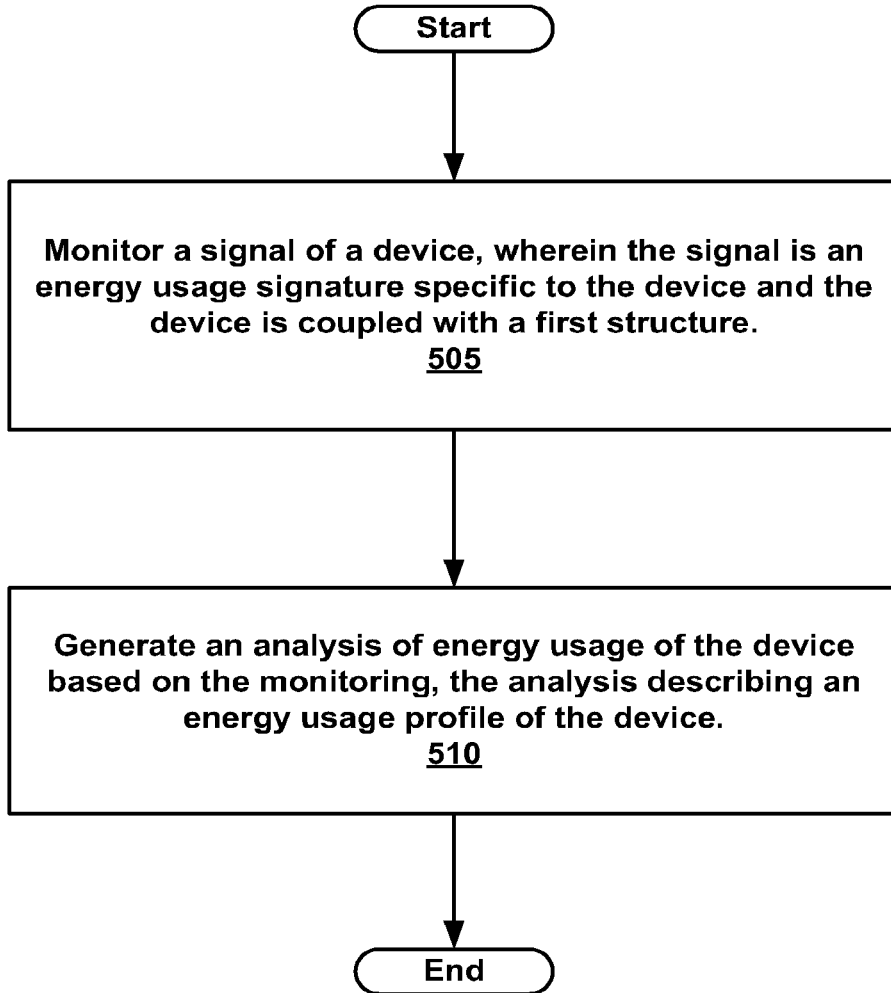 Start
Monitor a signal of a device, wherein the signal is an
energy usage signature specific to the device and the
device is coupled with a first structure.
505
Generate an analysis of energy usage of the device
based on the monitoring, the analysis describing an
energy usage profile of the device.
510
End